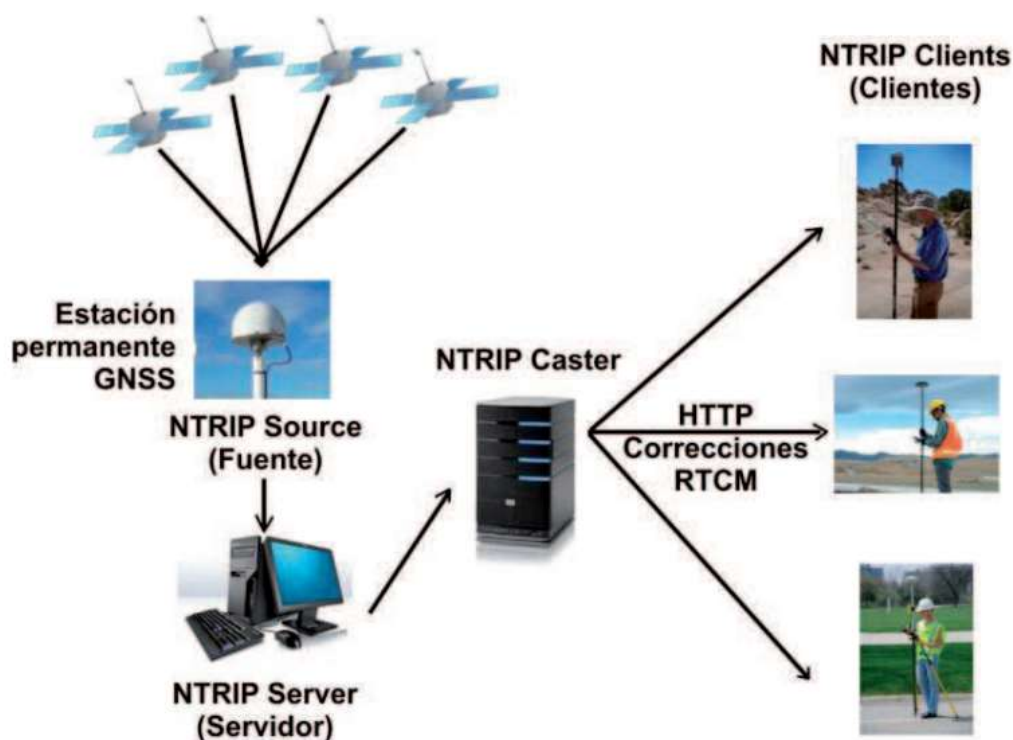 NTRIP Clients
(Clientes)
Estación
permanente
GNSS
NTRIP Source
(Fuente)
NTRIP Caster
HTTP
Correcciones
RTCM
NTRIP Server
(Servidor)